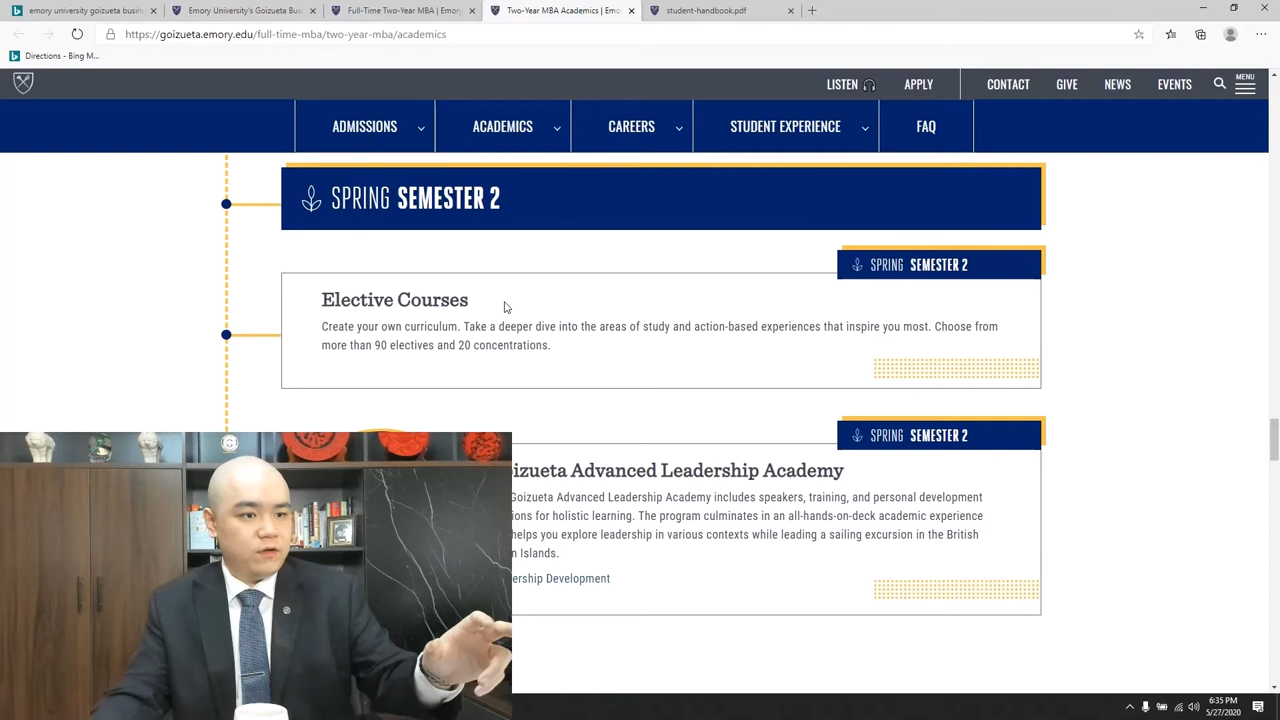 emory university business
Emory University's Goizueta Bus
Full-Time Two-Year MBA | Emory
Two-Year MBA Academics | Emo
student-handbook.pdf
https://goizueta.emory.edu/full-time-mba/two-year-mba/academics
Directions - Bing M...
LISTEN APPLY CONTACT GIVE NEWS EVENTS MENU
ADMISSIONS ACADEMICS CAREERS STUDENT EXPERIENCE FAQ
SPRING SEMESTER 2
SPRING SEMESTER 2
Elective Courses
Create your own curriculum. Take a deeper dive into the areas of study and action-based experiences that inspire you most. Choose from
more than 90 electives and 20 concentrations.
SPRING SEMESTER 2
izueta Advanced Leadership Academy
Goizueta Advanced Leadership Academy includes speakers, training, and personal development
ions for holistic learning. The program culminates in an all-hands-on-deck academic experience
helps you explore leadership in various contexts while leading a sailing excursion in the British
n Islands.
ership Development
6:35 PM
5/27/2020